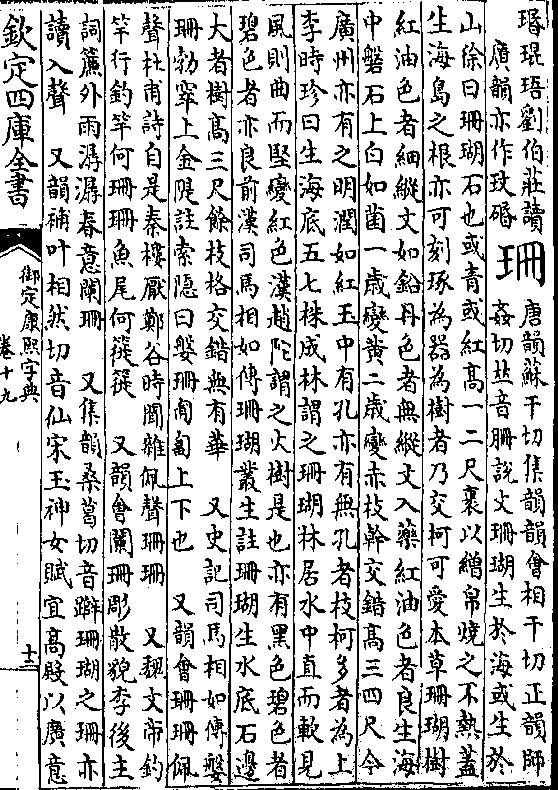 瑉琨珸劉伯莊讀
廣韻亦作玟碈
珊
唐韻蘇干切集韻韻會相干切正韻師
姦切𠀤音跚說文珊瑚生於海或生於
山徐曰珊瑚石也或靑或紅高一二尺裹以繒帛燒之不熱蓋
生海島之根亦可刻琢為器為樹者乃交柯可愛本草珊瑚樹
紅油色者細縱文如鉛丹色者無縱文入藥紅油色者良生海
中磐石上白如菌一歲變黄二歲變赤枝幹交錯高三四尺今
廣州亦有之明潤如紅玉中有孔亦有無孔者枝柯多者為上
李時珍曰生海底五七株成林謂之珊瑚林居水中直而軟見
風則曲而堅變紅色漢趙陀謂之火樹是也亦有黑色碧色者
碧色者亦良前漢司馬相如傳珊瑚叢生註珊瑚生水底石邊
大者樹高三尺餘枝格交錯無有華　又史記司馬相如傳媻
珊勃窣上金隄註索隱曰媻珊匍匐上下也　又韻會珊珊佩
聲杜甫詩自是秦樓厭鄭谷時聞雜佩聲珊珊　又魏文帝釣
竿行釣竿何珊珊魚尾何簁簁　又韻會闌珊彫散貌李後主
詞簾外雨潺潺春意闌珊　又集韻桑葛切音躃珊瑚之珊亦
讀入聲　又韻補叶相然切音仙宋玉神女賦宜高殿以廣意
欽定四庫全書
御定康熙字典
卷十九
十一